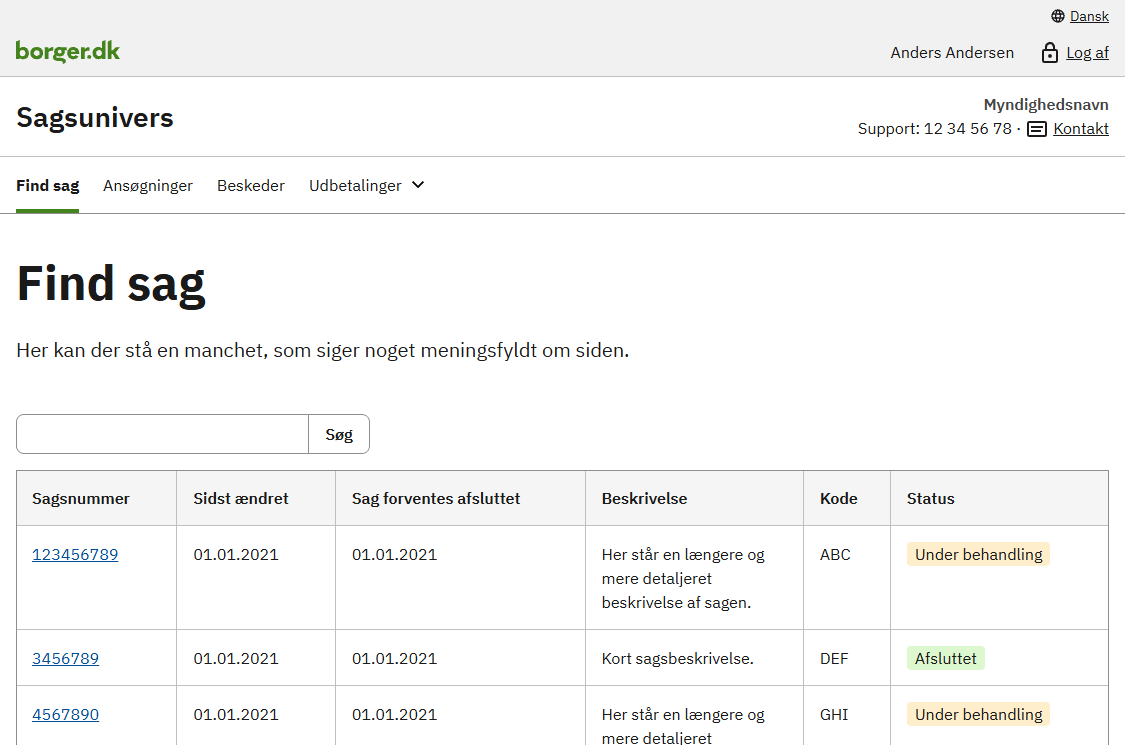 Dansk
borger.dk
Anders Andersen
Log af
Sagsunivers
Myndighedsnavn
Support: 12 34 56 78 · Kontakt
Find sag
Ansøgninger
Beskeder
Udbetalinger
Find sag
Her kan der stå en manchet, som siger noget meningsfyldt om siden.
Søg
Sagsnummer
Sidst ændret
Sag forventes afsluttet
Beskrivelse
Kode
Status
123456789
01.01.2021
01.01.2021
Her står en længere og
mere detaljeret
beskrivelse af sagen.
ABC
Under behandling
3456789
01.01.2021
01.01.2021
Kort sagsbeskrivelse.
DEF
Afsluttet
4567890
01.01.2021
01.01.2021
Her står en længere og
mere detaljeret
GHI
Under behandling